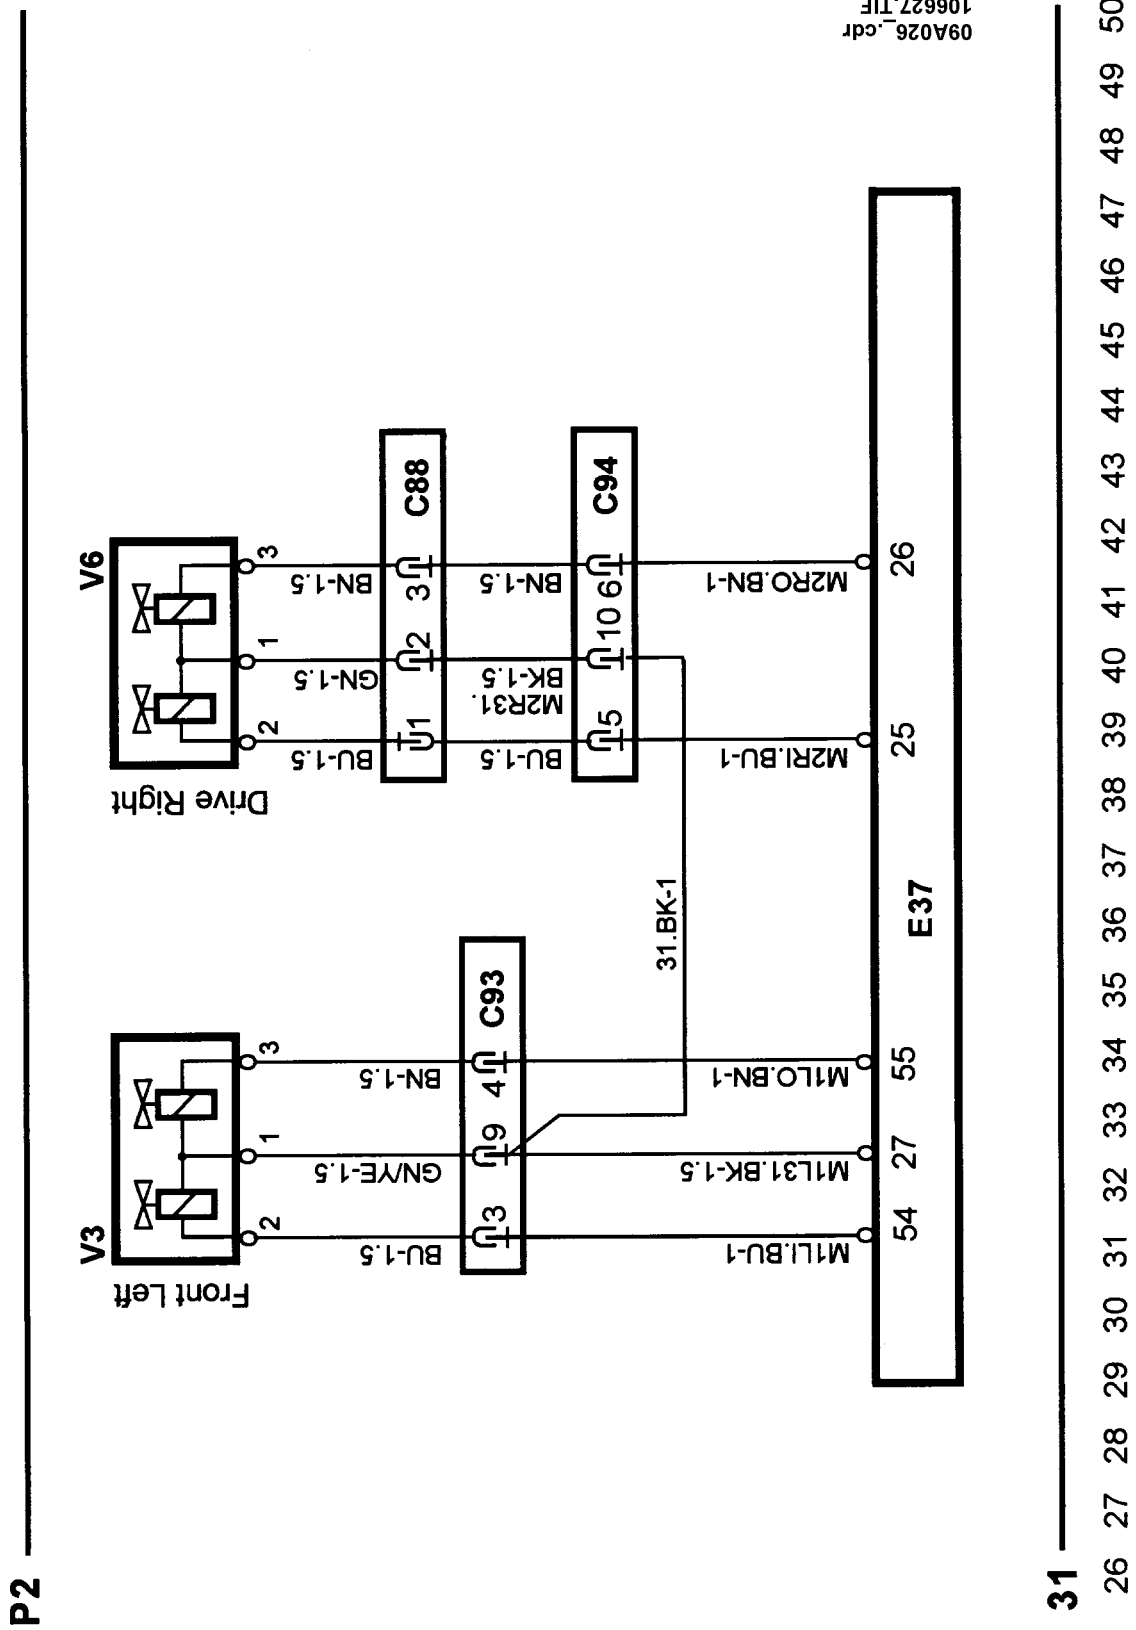 P2
V3
Front Left
2
1
3
BU-1.5
GN/YE-1.5
BN-1.5
3
9
4
C93
M1LI.BU-1
M1L31.BK-1.5
M1LO.BN-1
54
27
55
31.BK-1
V6
Drive Right
2
1
3
BU-1.5
GN-1.5
BN-1.5
1
2
3
C88
BU-1.5
M2R31.
BK-1.5
BN-1.5
5
10
6
C94
M2RI.BU-1
M2RO.BN-1
25
26
E37
31
26 27 28 29 30 31 32 33 34 35 36 37 38 39 40 41 42 43 44 45 46 47 48 49 50
09A026_.cdr
106627.TIF